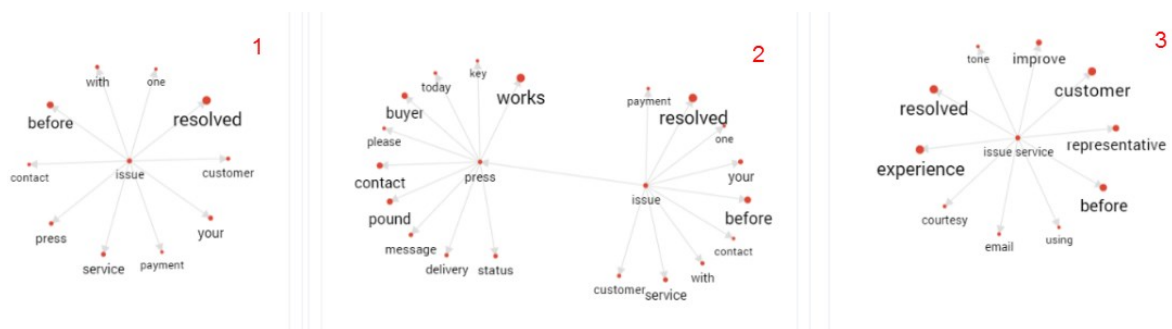 1
with
one
before
resolved
contact
issue
customer
press
your
service
payment
2
key
today
works
buyer
payment
resolved
please
one
contact
press
your
issue
pound
before
message
contact
delivery
status
with
customer
service
3
tone
improve
customer
resolved
representative
issue service
experience
before
courtesy
email
using